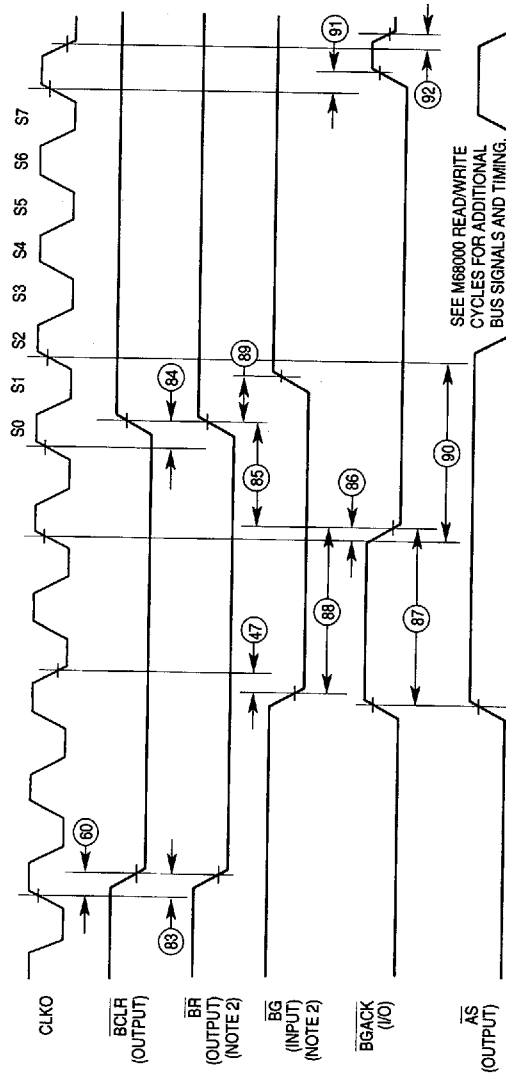 S0 S1 S2 S3 S4 S5 S6 S7
CLKO
60
83
BCLR
(OUTPUT)
84
BR
(OUTPUT)
(NOTE 2)
47
85
89
BG
(INPUT)
(NOTE 2)
88
86
91
BGACK
(I/O)
87
90
92
SEE M68000 READ/WRITE
CYCLES FOR ADDITIONAL
BUS SIGNALS AND TIMING.
AS
(OUTPUT)